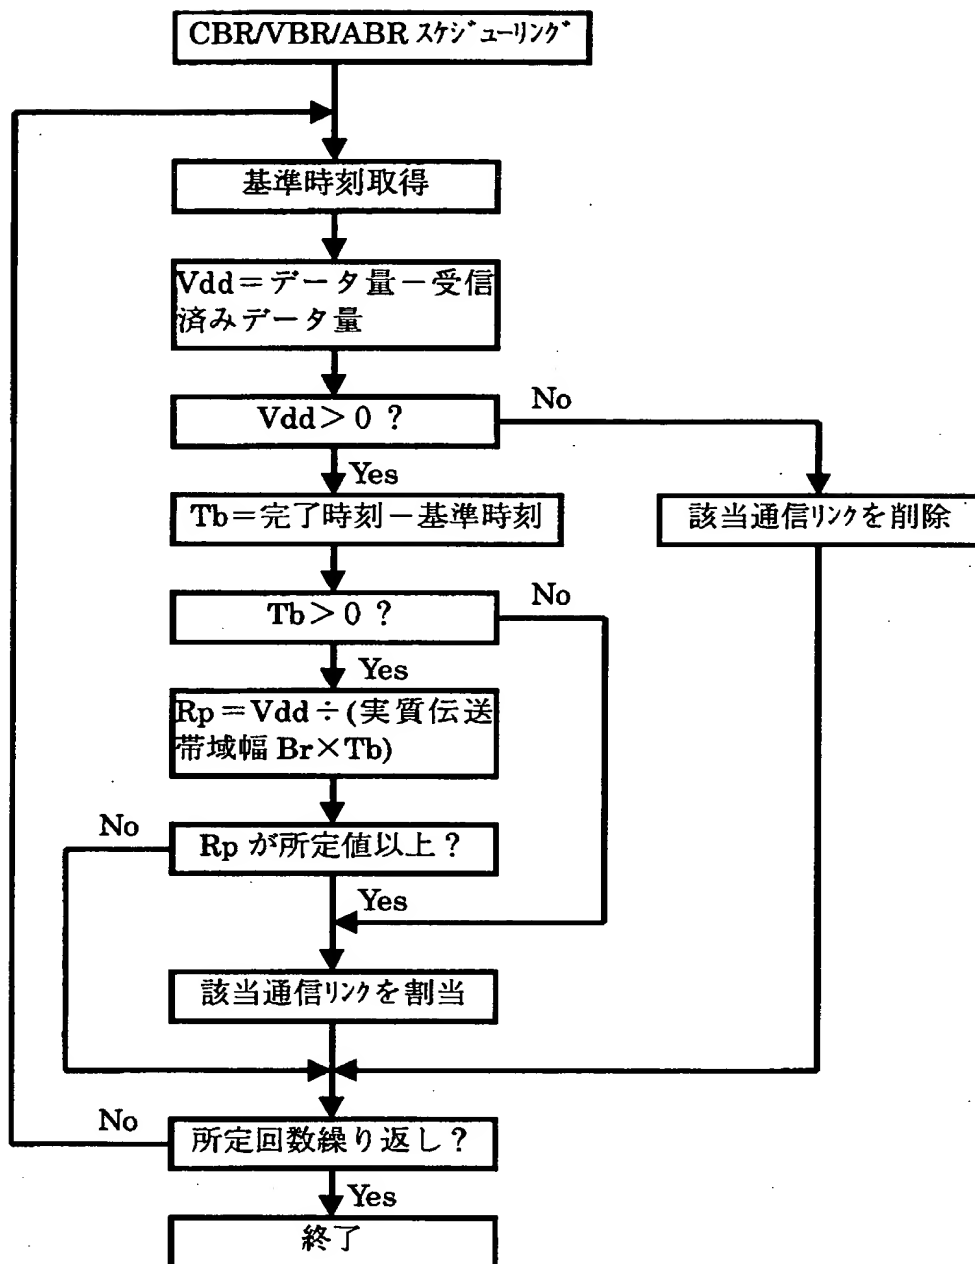 CBR/VBR/ABR スケジューリング
基準時刻取得
Vdd＝データ量－受信
済みデータ量
Vdd＞0 ?
No
Yes
Tb＝完了時刻－基準時刻
該当通信リンクを削除
Tb＞0 ?
No
Yes
Rp＝Vdd÷(実質伝送
帯域幅 Br×Tb)
No
Rp が所定値以上？
Yes
該当通信リンクを割当
No
所定回数繰り返し？
Yes
終了